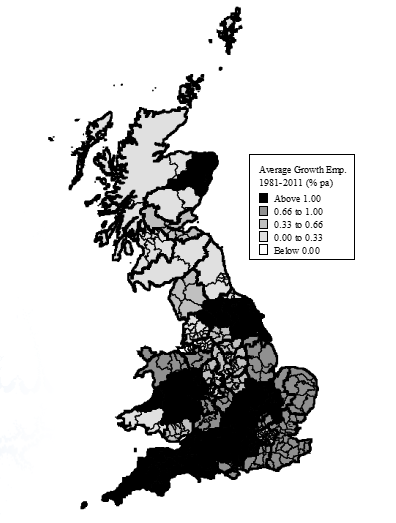 Average Growth Emp.
1981-2011 (% pa)
Above 1.00
0.66 to 1.00
0.33 to 0.66
0.00 to 0.33
Below 0.00